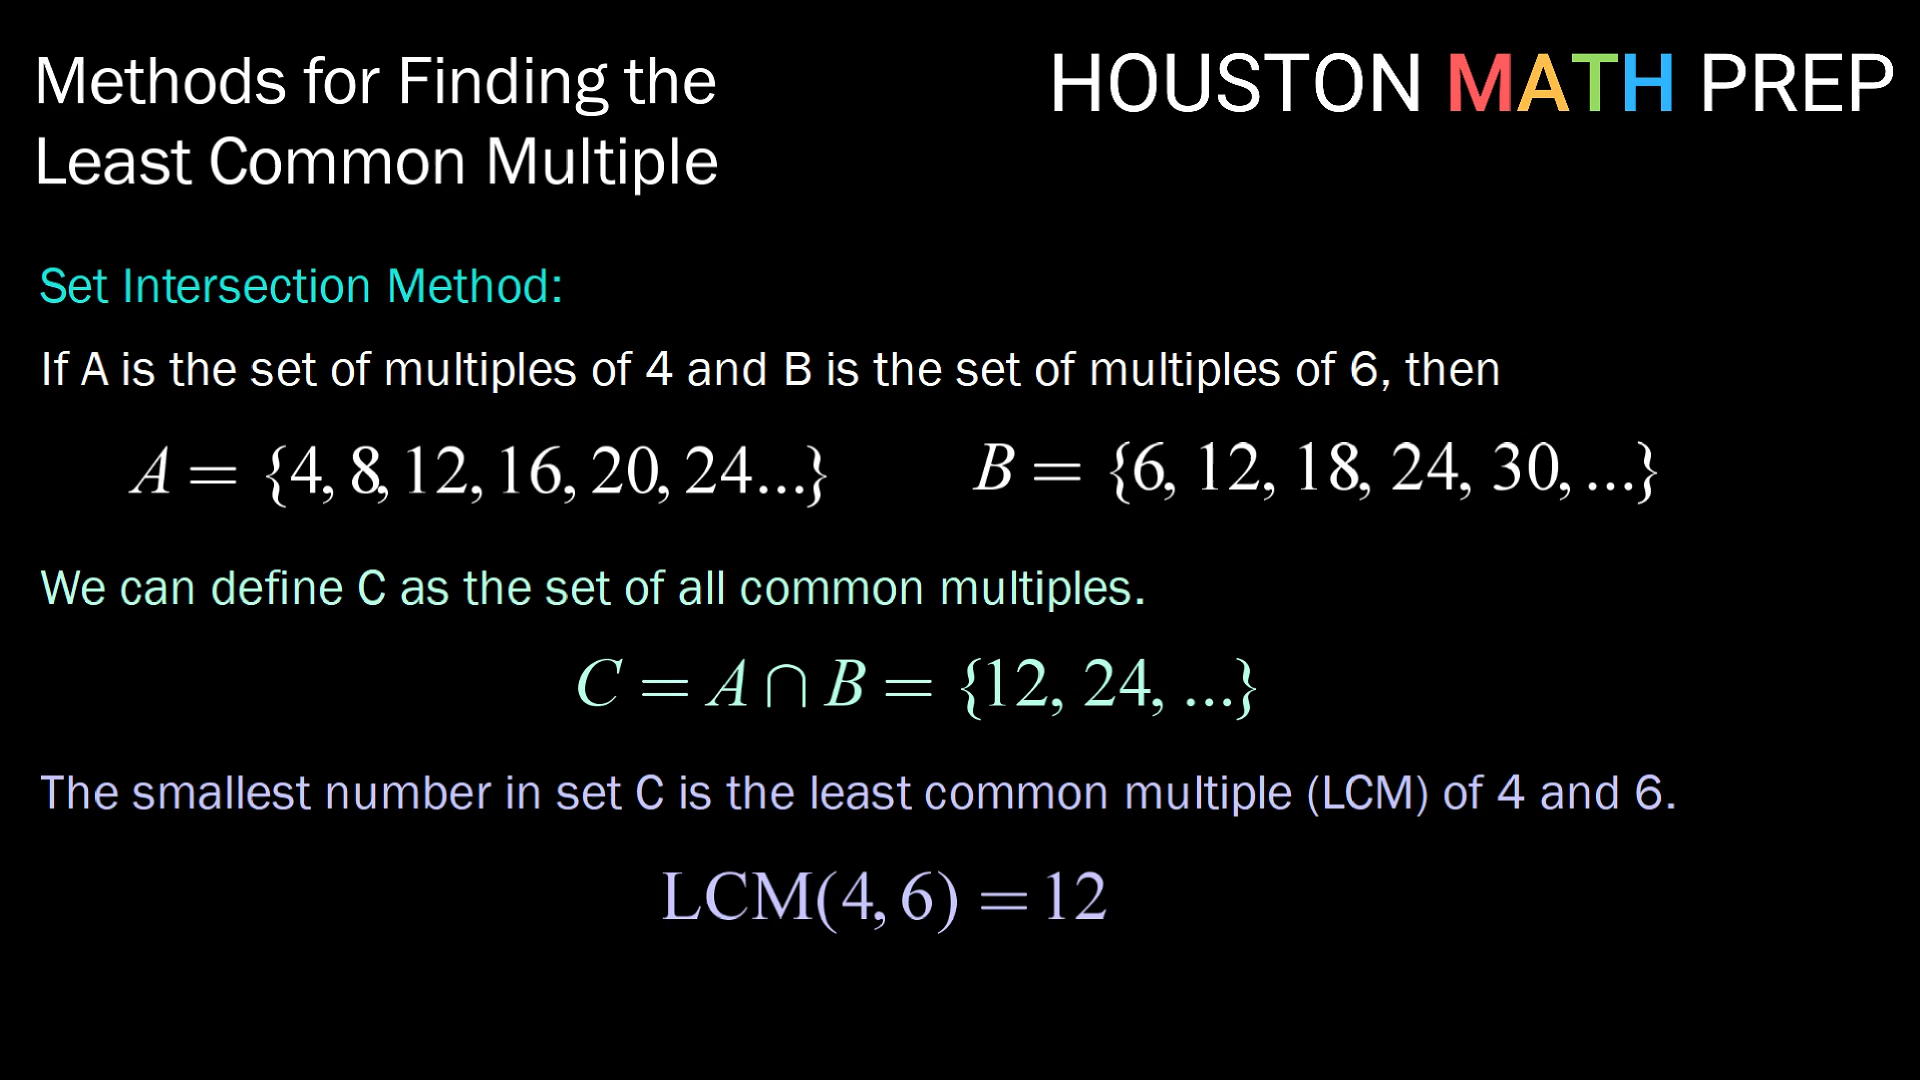 Methods for Finding the
Least Common Multiple
HOUSTON MATH PREP
Set Intersection Method:
If A is the set of multiples of 4 and B is the set of multiples of 6, then
A = {4, 8, 12, 16, 20, 24...}
B = {6, 12, 18, 24, 30, ...}
We can define C as the set of all common multiples.
C = A ∩ B = {12, 24, ...}
The smallest number in set C is the least common multiple (LCM) of 4 and 6.
LCM(4, 6) = 12